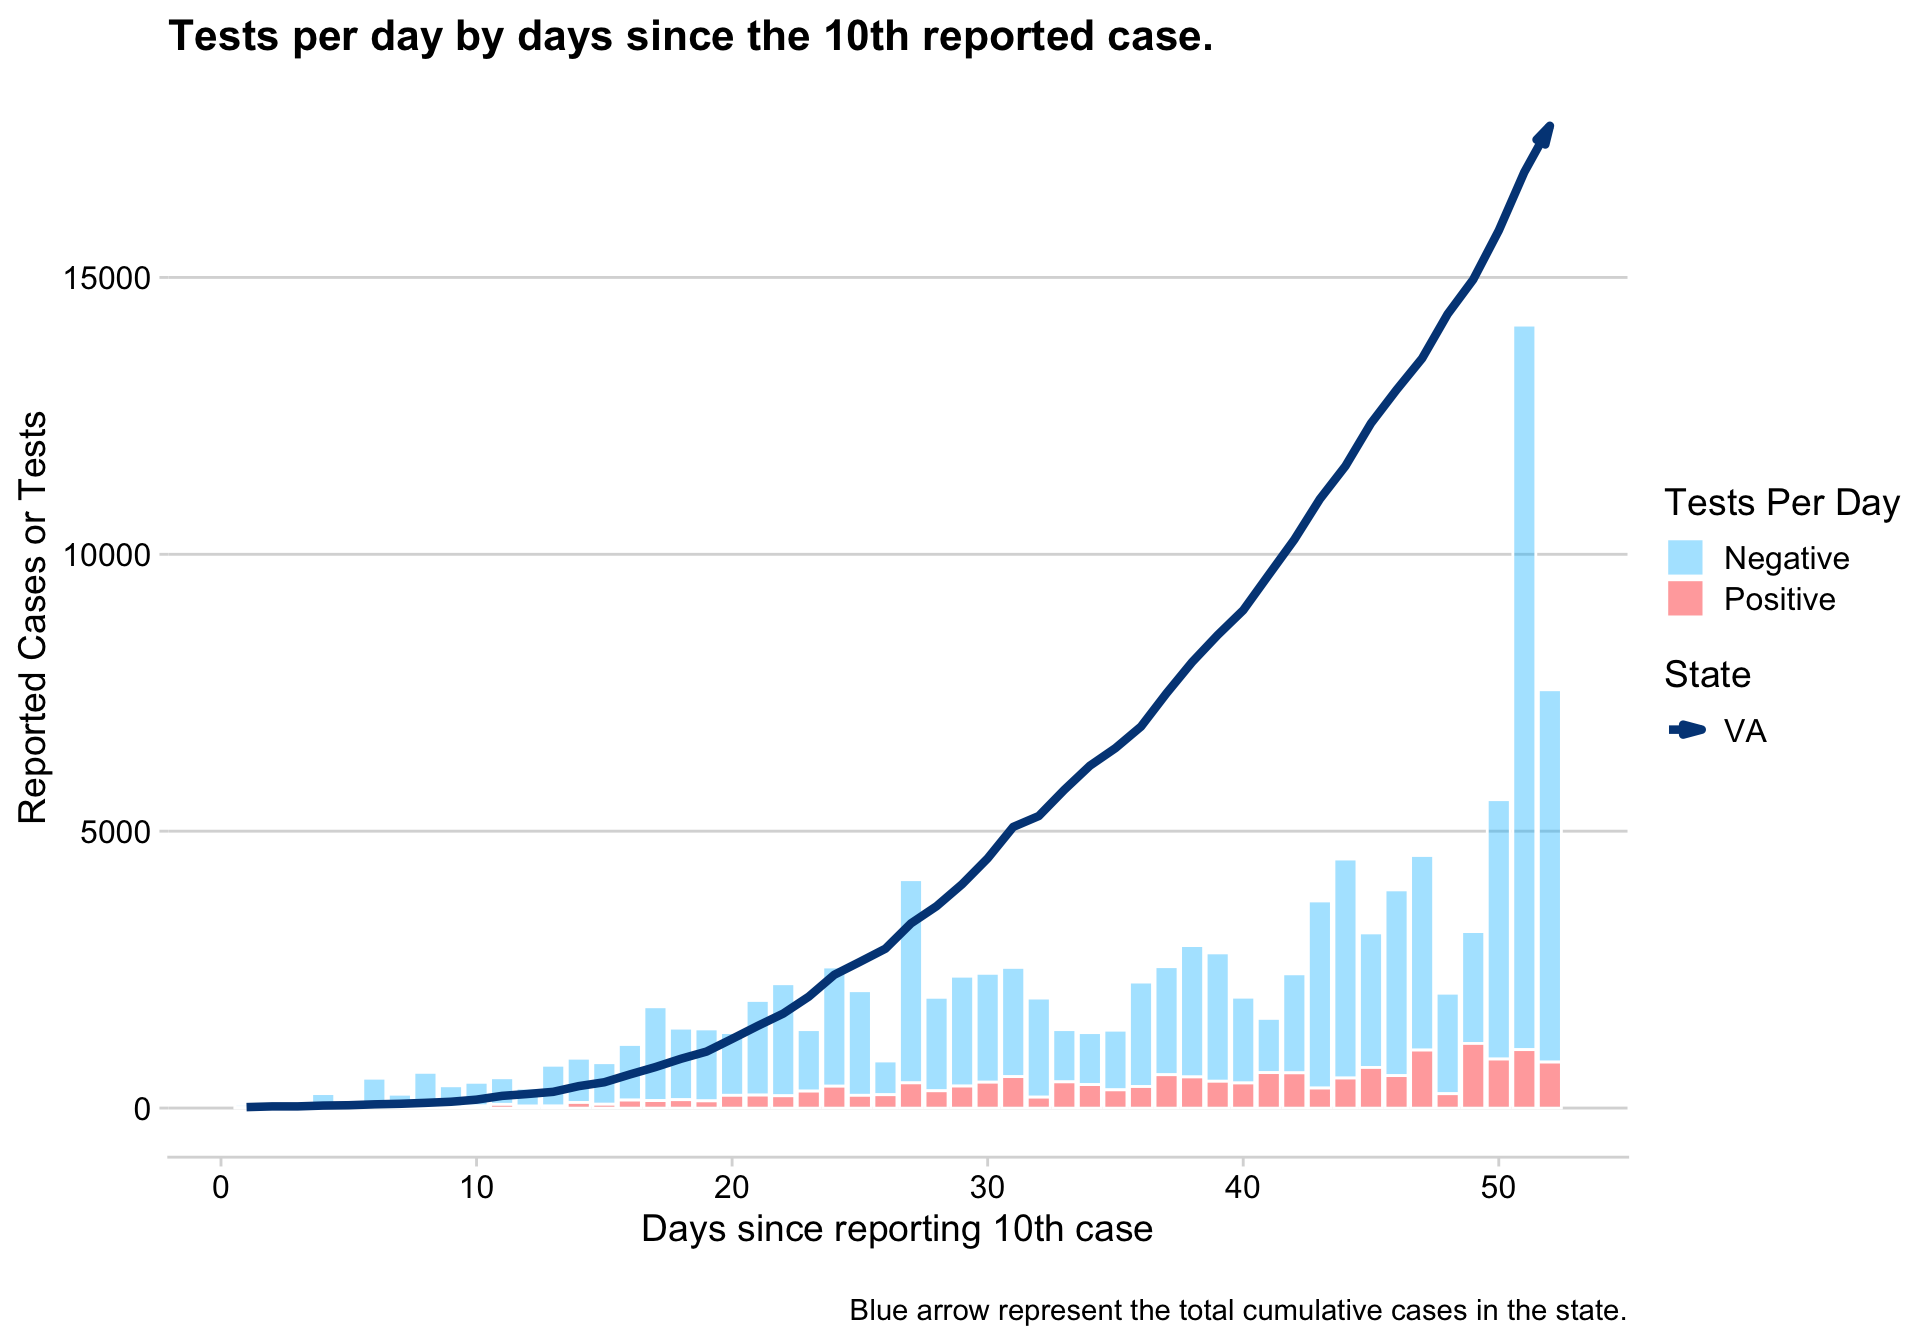 Tests per day by days since the 10th reported case.
15000
10000
5000
0
Reported Cases or Tests
0 10 20 30 40 50
Days since reporting 10th case
Tests Per Day
Negative
Positive
State
VA
Blue arrow represent the total cumulative cases in the state.